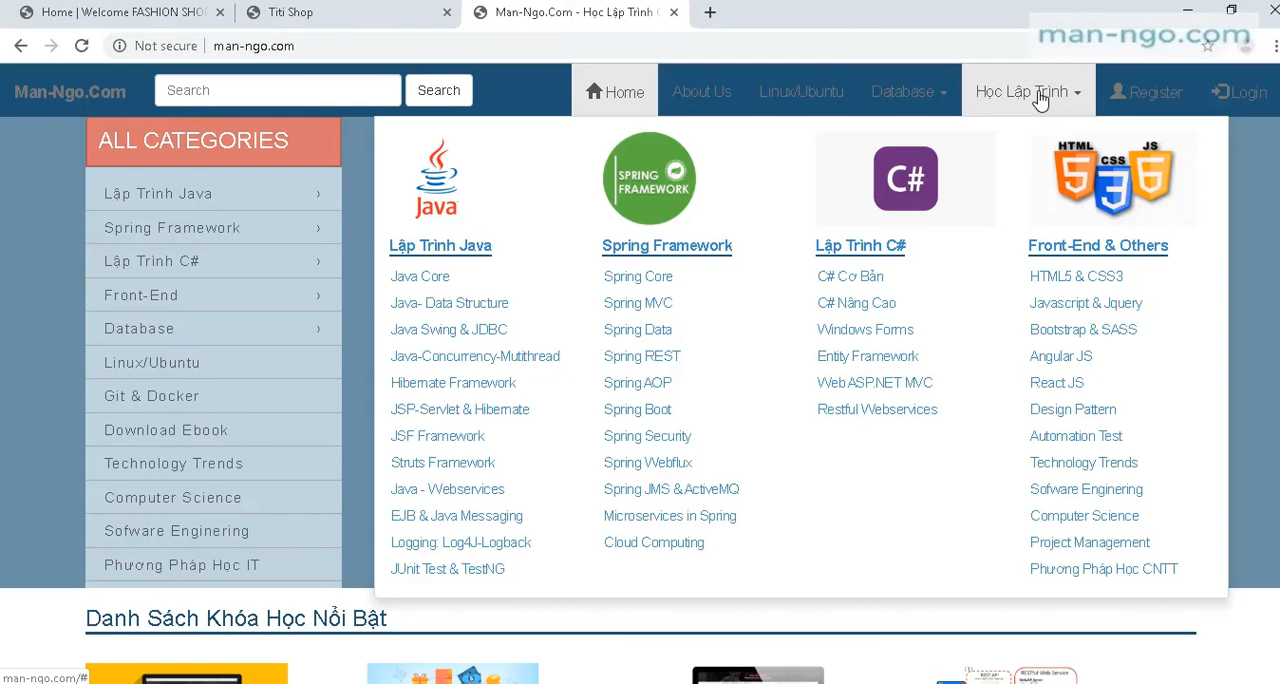 Home | Welcome FASHION SHO
Titi Shop
Man-Ngo.Com - Học Lập Trình
Not secure
man-ngo.com
man-ngo.com
Man-Ngo.Com
Search
Search
Home
About Us
Linux/Ubuntu
Database
Học Lập Trình
Register
Login
ALL CATEGORIES
Lập Trình Java
Spring Framework
Lập Trình C#
Front-End
Database
Linux/Ubuntu
Git & Docker
Download Ebook
Technology Trends
Computer Science
Sofware Enginering
Phương Pháp Học IT
Java
Lập Trình Java
Java Core
Java- Data Structure
Java Swing & JDBC
Java-Concurrency-Mutithread
Hibernate Framework
JSP-Servlet & Hibernate
JSF Framework
Struts Framework
Java - Webservices
EJB & Java Messaging
Logging: Log4J-Logback
JUnit Test & TestNG
SPRING
FRAMEWORK
Spring Framework
Spring Core
Spring MVC
Spring Data
Spring REST
Spring AOP
Spring Boot
Spring Security
Spring Webflux
Spring JMS & ActiveMQ
Microservices in Spring
Cloud Computing
C#
Lập Trình C#
C# Cơ Bản
C# Nâng Cao
Windows Forms
Entity Framework
Web ASP.NET MVC
Restful Webservices
HTML CSS JS
5 3 6
Front-End & Others
HTML5 & CSS3
Javascript & Jquery
Bootstrap & SASS
Angular JS
React JS
Design Pattern
Automation Test
Technology Trends
Sofware Enginering
Computer Science
Project Management
Phương Pháp Học CNTT
Danh Sách Khóa Học Nổi Bật
man-ngo.com/#